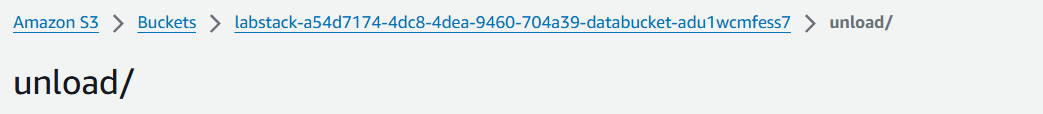 Amazon S3 > Buckets > labstack-a54d7174-4dc8-4dea-9460-704a39-databucket-adu1wcmfess7 > unload/
unload/